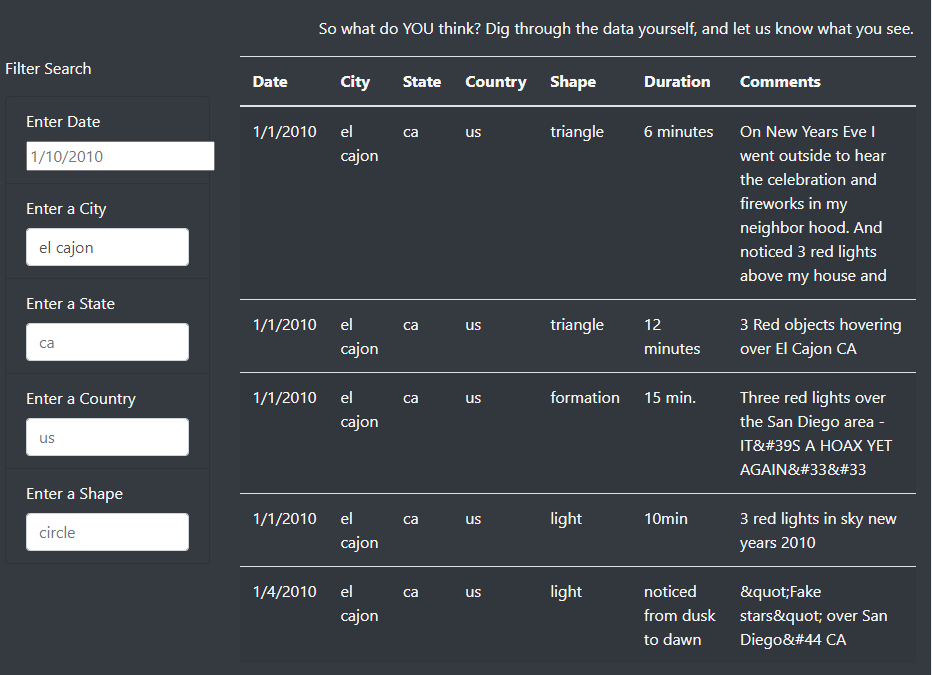 So what do YOU think? Dig through the data yourself, and let us know what you see.
Filter Search
Enter Date
1/10/2010
Enter a City
el cajon
Enter a State
ca
Enter a Country
us
Enter a Shape
circle
Date City State Country Shape Duration Comments
1/1/2010 el ca us triangle 6 minutes On New Years Eve I
cajon went outside to hear
the celebration and
fireworks in my
neighbor hood. And
noticed 3 red lights
above my house and
1/1/2010 el ca us triangle 12 3 Red objects hovering
cajon minutes over El Cajon CA
1/1/2010 el ca us formation 15 min. Three red lights over
cajon the San Diego area -
IT&#39S A HOAX YET
AGAIN&#33&#33
1/1/2010 el ca us light 10min 3 red lights in sky new
cajon years 2010
1/4/2010 el ca us light noticed &quot;Fake
cajon from dusk stars&quot; over San
to dawn Diego&#44 CA